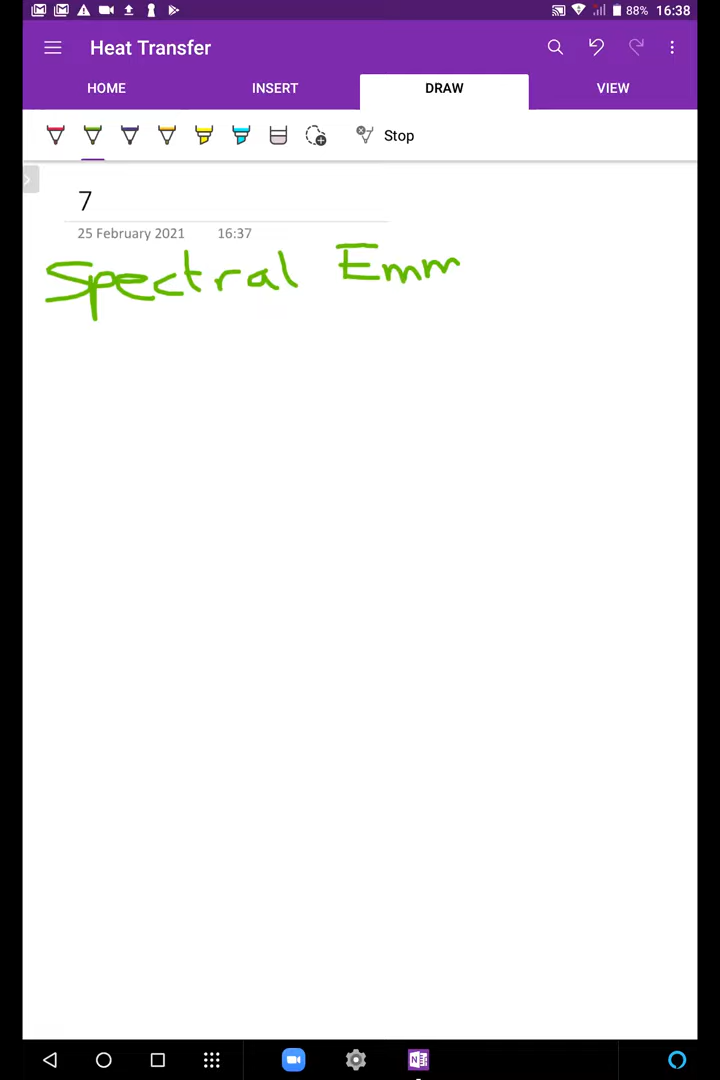 88% 16:38
Heat Transfer
HOME INSERT DRAW VIEW
Stop
7
25 February 2021 16:37
Spectral Emm